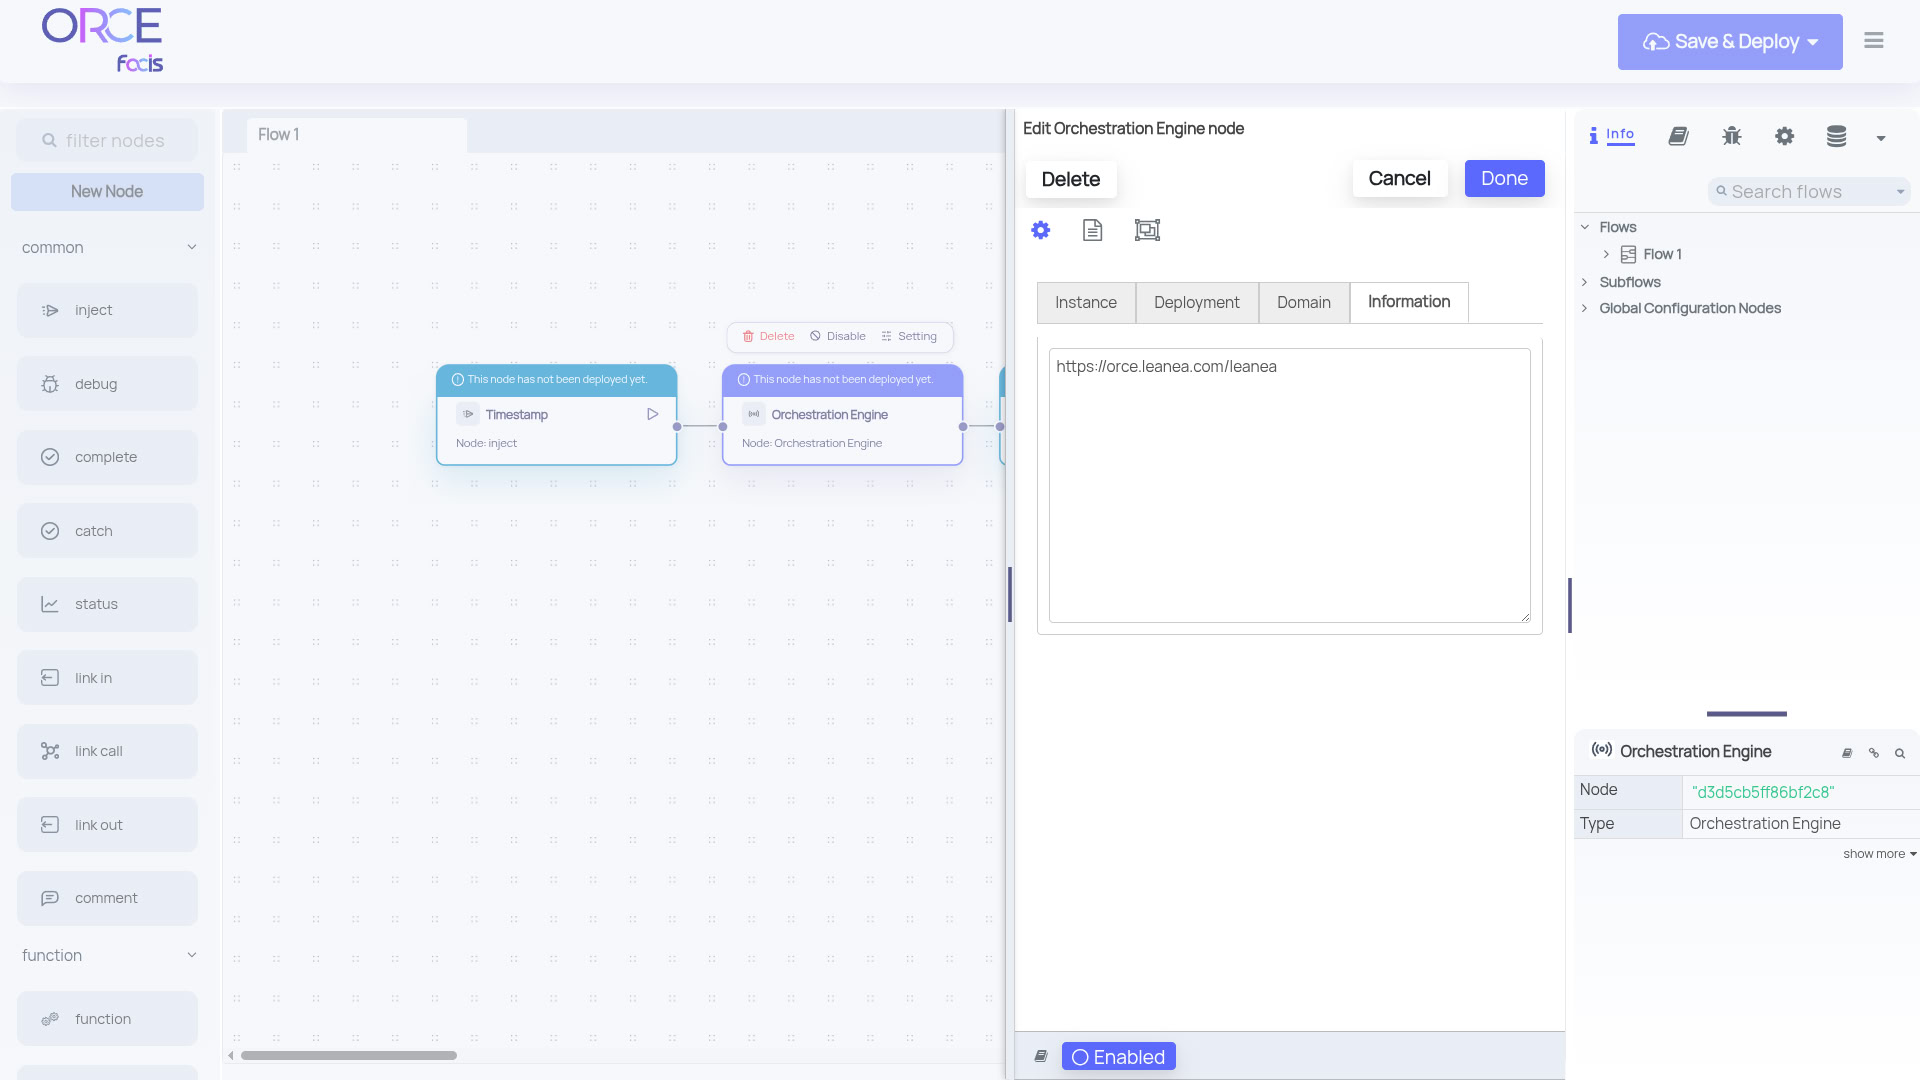 ORCE
facis
Save & Deploy
filter nodes
New Node
common
inject
debug
complete
catch
status
link in
link call
link out
comment
function
function
Flow 1
Delete
Disable
Setting
This node has not been deployed yet.
Timestamp
Node: inject
This node has not been deployed yet.
Orchestration Engine
Node: Orchestration Engine
Edit Orchestration Engine node
Delete
Cancel
Done
Instance
Deployment
Domain
Information
https://orce.leanea.com/leanea
Enabled
Info
Search flows
Flows
Flow 1
Subflows
Global Configuration Nodes
Orchestration Engine
Node
"d3d5cb5ff86bf2c8"
Type
Orchestration Engine
show more